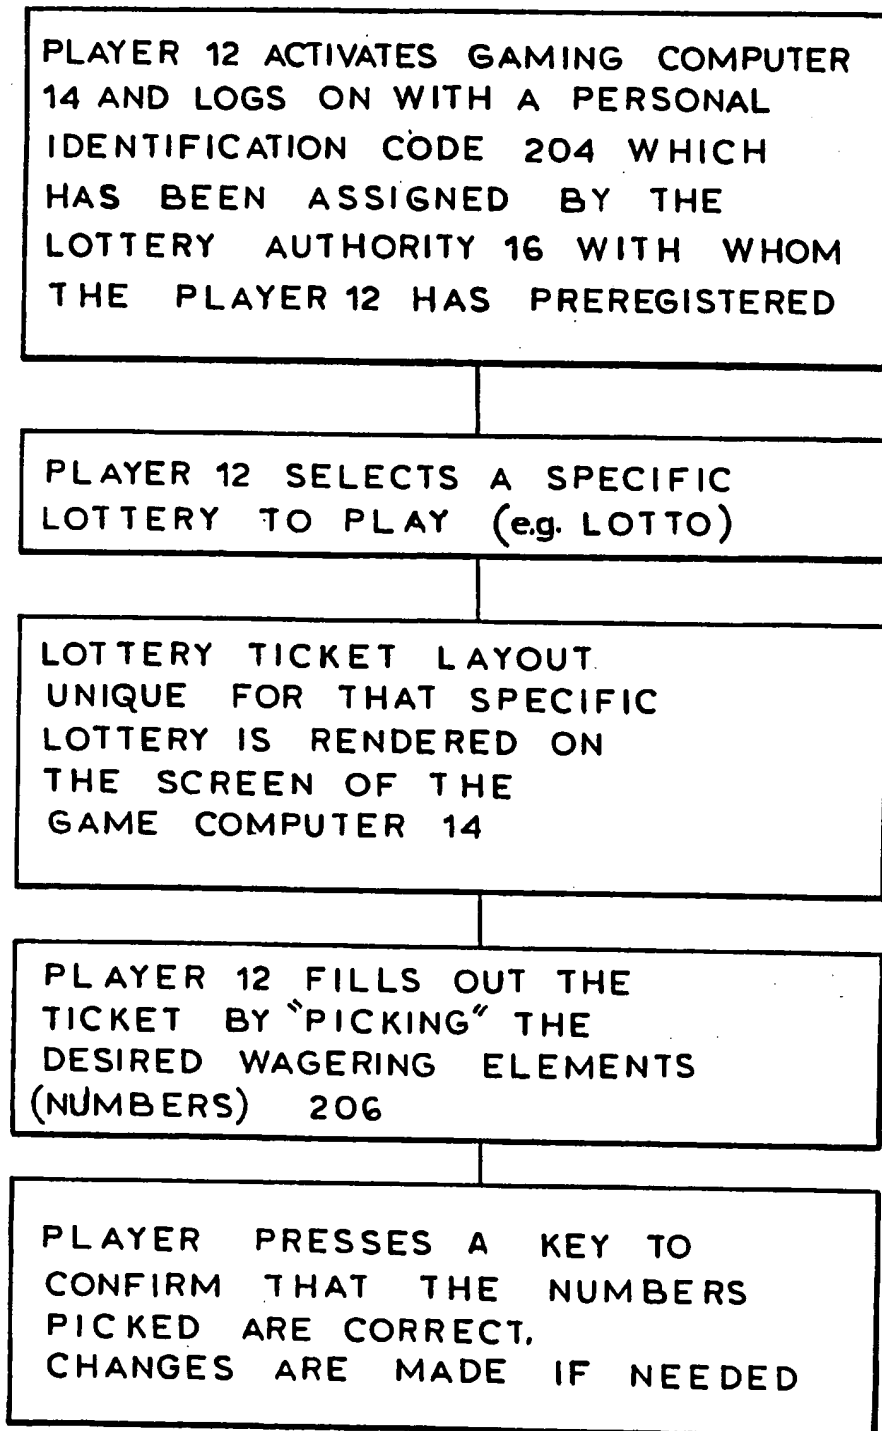 PLAYER 12 ACTIVATES GAMING COMPUTER
14 AND LOGS ON WITH A PERSONAL
IDENTIFICATION CODE 204 WHICH
HAS BEEN ASSIGNED BY THE
LOTTERY AUTHORITY 16 WITH WHOM
THE PLAYER 12 HAS PREREGISTERED
PLAYER 12 SELECTS A SPECIFIC
LOTTERY TO PLAY (e.g. LOTTO)
LOTTERY TICKET LAYOUT
UNIQUE FOR THAT SPECIFIC
LOTTERY IS RENDERED ON
THE SCREEN OF THE
GAME COMPUTER 14
PLAYER 12 FILLS OUT THE
TICKET BY "PICKING" THE
DESIRED WAGERING ELEMENTS
(NUMBERS) 206
PLAYER PRESSES A KEY TO
CONFIRM THAT THE NUMBERS
PICKED ARE CORRECT.
CHANGES ARE MADE IF NEEDED